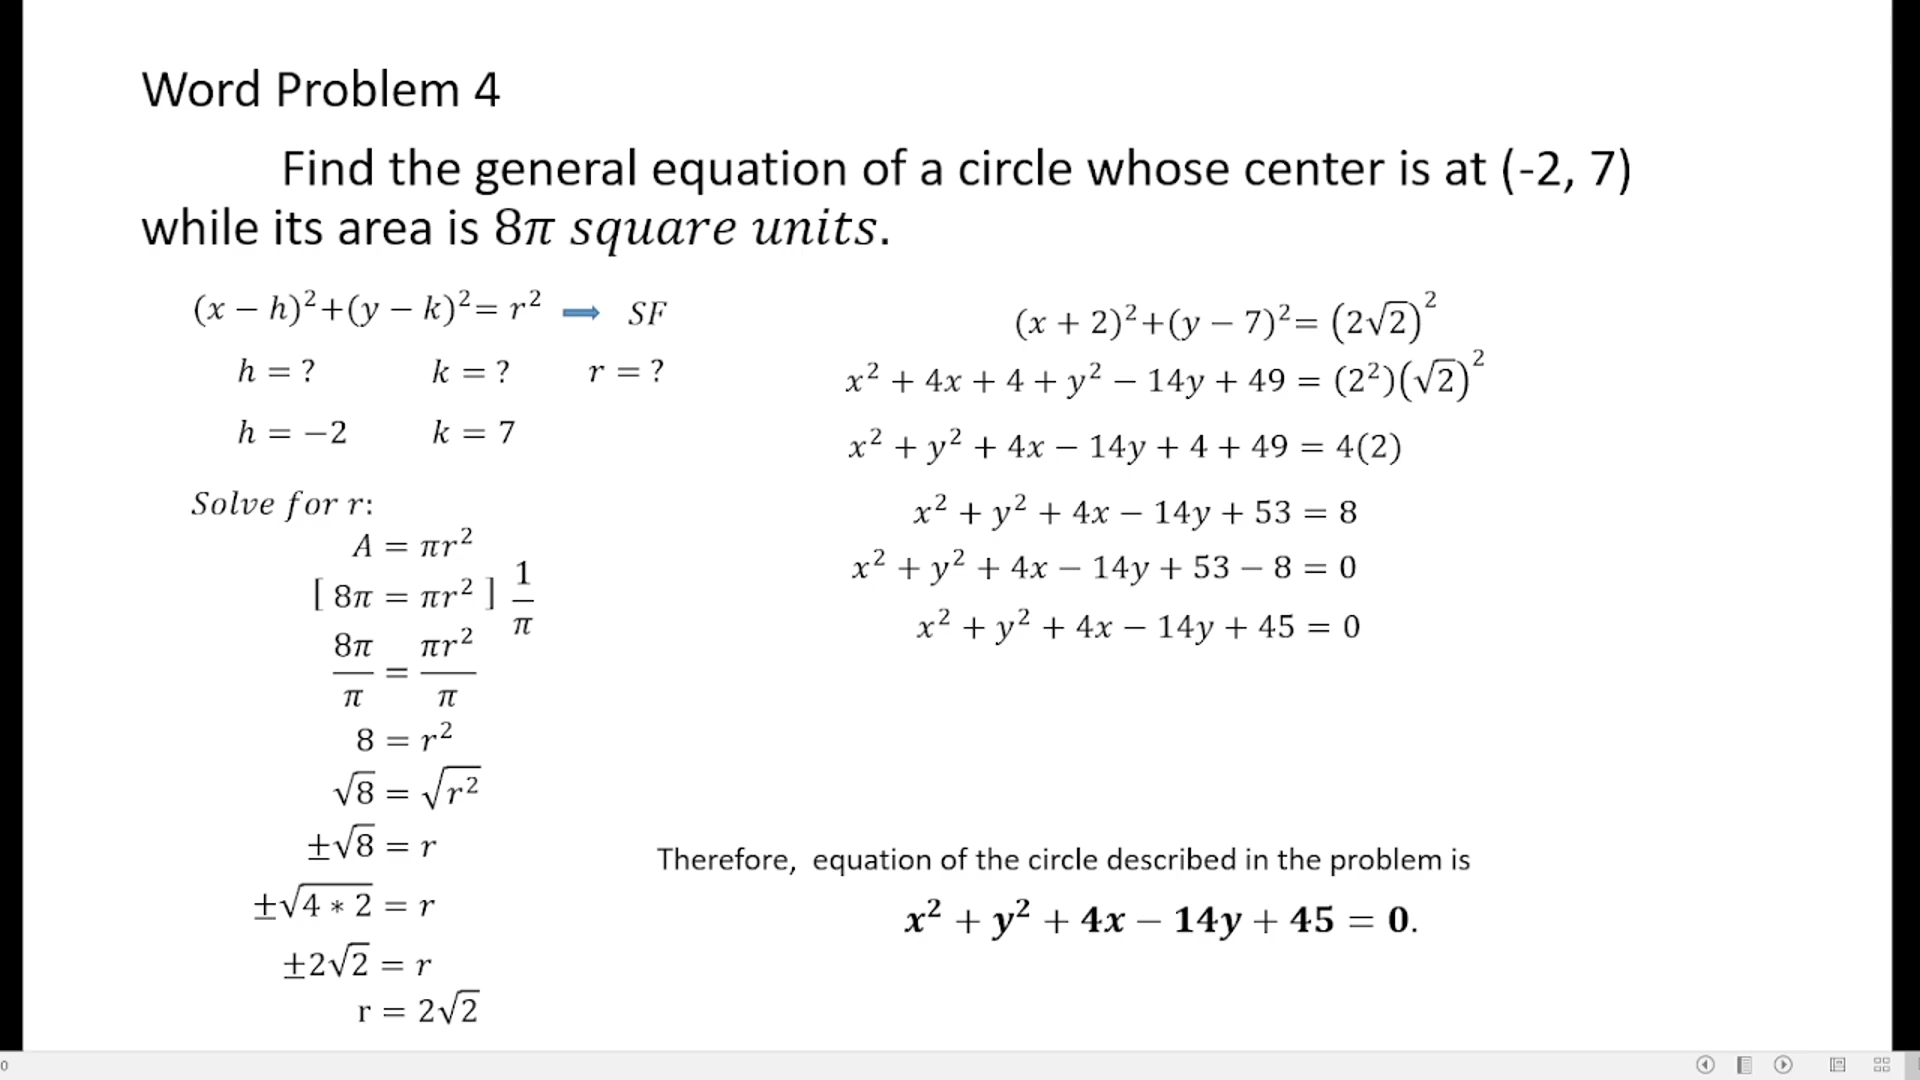 Word Problem 4
Find the general equation of a circle whose center is at (-2, 7)
while its area is 8π square units.
(x − h)²+(y − k)²= r² ➡ SF
h = ? k = ? r = ?
h = −2 k = 7
Solve for r:
A = πr²
[ 8π = πr² ] 1/π
8π/π = πr²/π
8 = r²
√8 = √r²
±√8 = r
±√(4 * 2) = r
±2√2 = r
r = 2√2
(x + 2)²+(y − 7)²= (2√2)²
x² + 4x + 4 + y² − 14y + 49 = (2²)(√2)²
x² + y² + 4x − 14y + 4 + 49 = 4(2)
x² + y² + 4x − 14y + 53 = 8
x² + y² + 4x − 14y + 53 − 8 = 0
x² + y² + 4x − 14y + 45 = 0
Therefore, equation of the circle described in the problem is
x² + y² + 4x − 14y + 45 = 0.